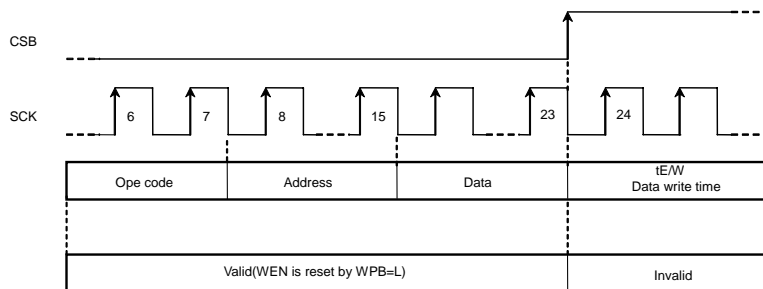 CSB
SCK
6 7 8 15 23 24
Ope code Address Data tE/W
Data write time
Valid(WEN is reset by WPB=L) Invalid